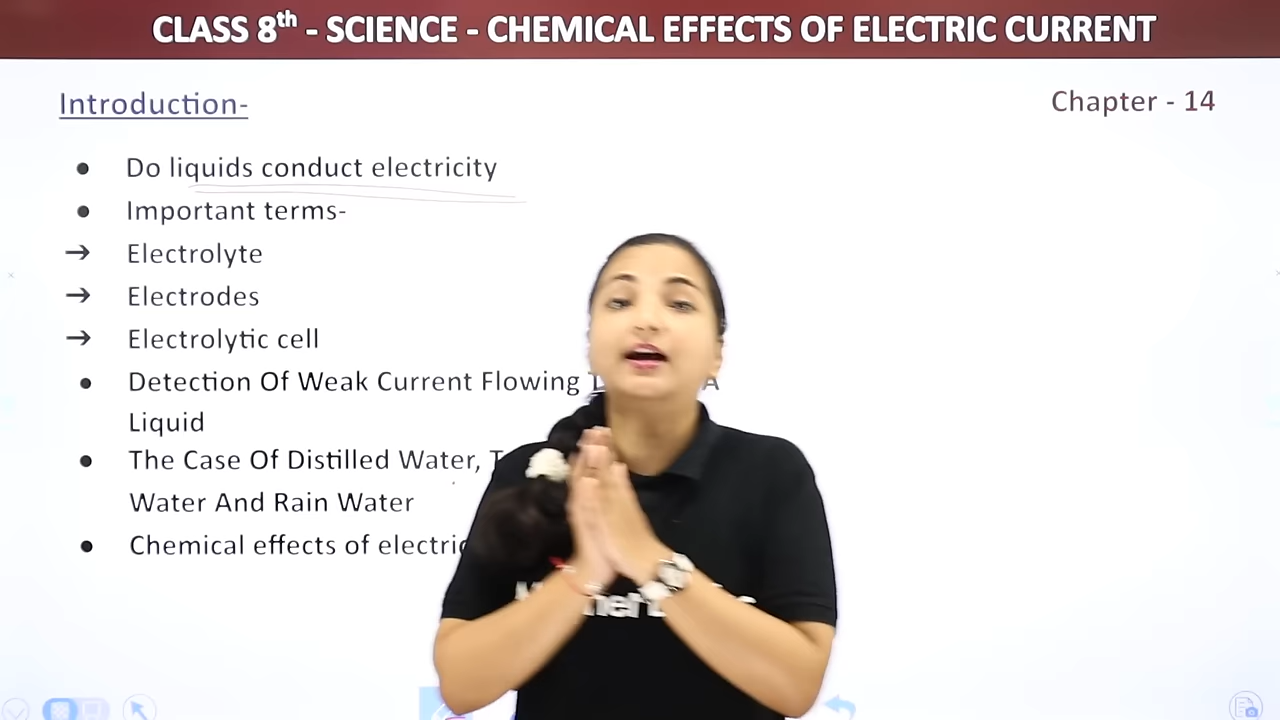 CLASS 8th - SCIENCE - CHEMICAL EFFECTS OF ELECTRIC CURRENT
Introduction-
Chapter - 14
● Do liquids conduct electricity
● Important terms-
→ Electrolyte
→ Electrodes
→ Electrolytic cell
● Detection Of Weak Current Flowing A
Liquid
● The Case Of Distilled Water,
Water And Rain Water
● Chemical effects of